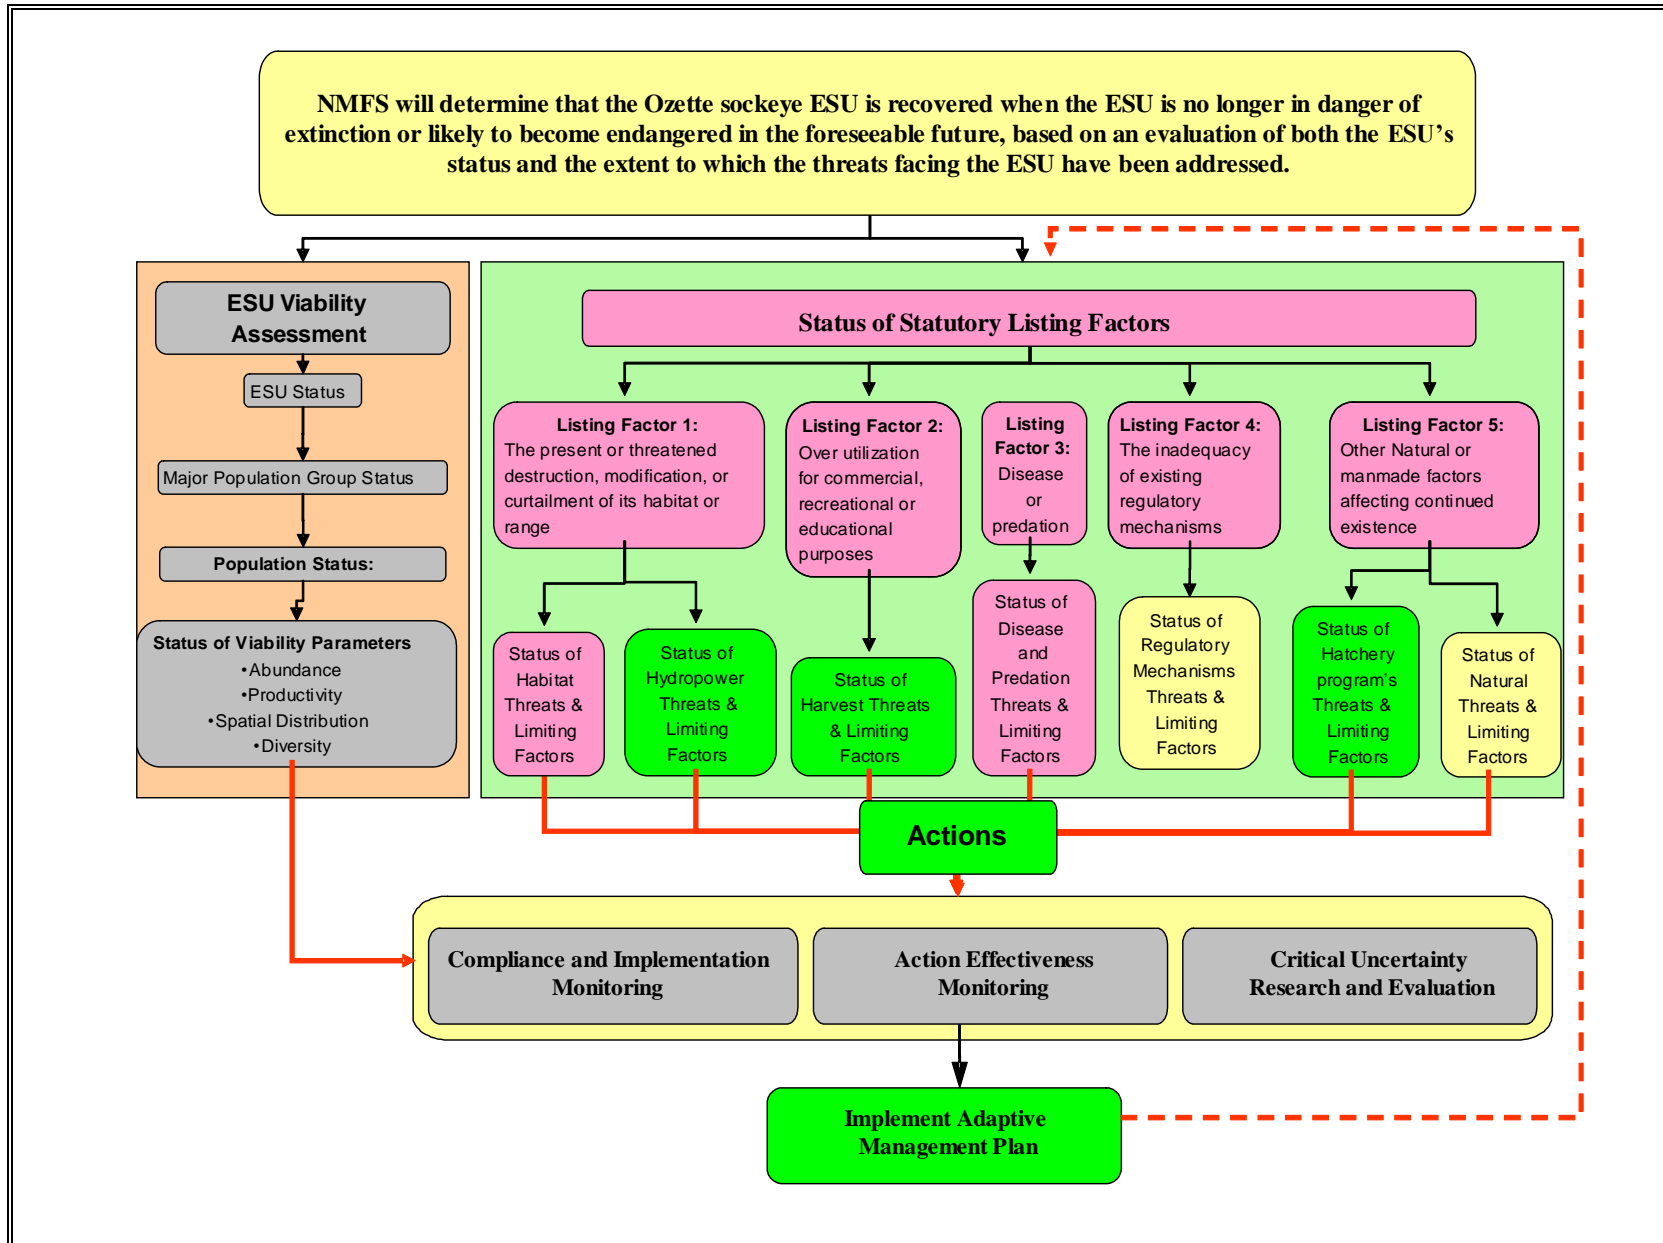 NMFS will determine that the Ozette sockeye ESU is recovered when the ESU is no longer in danger of
extinction or likely to become endangered in the foreseeable future, based on an evaluation of both the ESU's
status and the extent to which the threats facing the ESU have been addressed.
ESU Viability
Assessment
ESU Status
Major Population Group Status
Population Status:
Status of Viability Parameters
•Abundance
•Productivity
•Spatial Distribution
•Diversity
Status of Statutory Listing Factors
Listing Factor 1:
The present or threatened
destruction, modification, or
curtailment of its habitat or
range
Listing Factor 2:
Over utilization
for commercial,
recreational or
educational
purposes
Listing
Factor 3:
Disease
or
predation
Listing Factor 4:
The inadequacy
of existing
regulatory
mechanisms
Listing Factor 5:
Other Natural or
manmade factors
affecting continued
existence
Status of
Habitat
Threats &
Limiting
Factors
Status of
Hydropower
Threats &
Limiting
Factors
Status of
Harvest Threats
& Limiting
Factors
Status of
Disease
and
Predation
Threats &
Limiting
Factors
Status of
Regulatory
Mechanisms
Threats &
Limiting
Factors
Status of
Hatchery
program's
Threats &
Limiting
Factors
Status of
Natural
Threats &
Limiting
Factors
Actions
Compliance and Implementation
Monitoring
Action Effectiveness
Monitoring
Critical Uncertainty
Research and Evaluation
Implement Adaptive
Management Plan